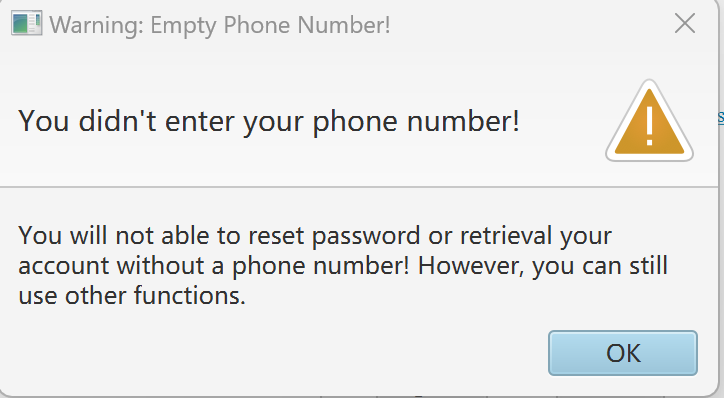 Warning: Empty Phone Number!
You didn't enter your phone number!
You will not able to reset password or retrieval your
account without a phone number! However, you can still
use other functions.
OK